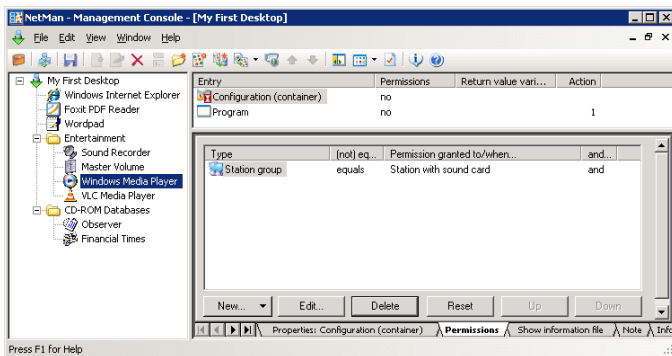 NetMan - Management Console - [My First Desktop]
File Edit View Window Help
My First Desktop
Windows Internet Explorer
Foxit PDF Reader
Wordpad
Entertainment
Sound Recorder
Master Volume
Windows Media Player
VLC Media Player
CD-ROM Databases
Observer
Financial Times
Entry Permissions Return value vari... Action
Configuration (container) no
Program no 1
Type (not) eq... Permission granted to/when... and...
Station group equals Station with sound card and
New... Edit... Delete Reset Up Down
Properties: Configuration (container) Permissions Show information file Note Info
Press F1 for Help